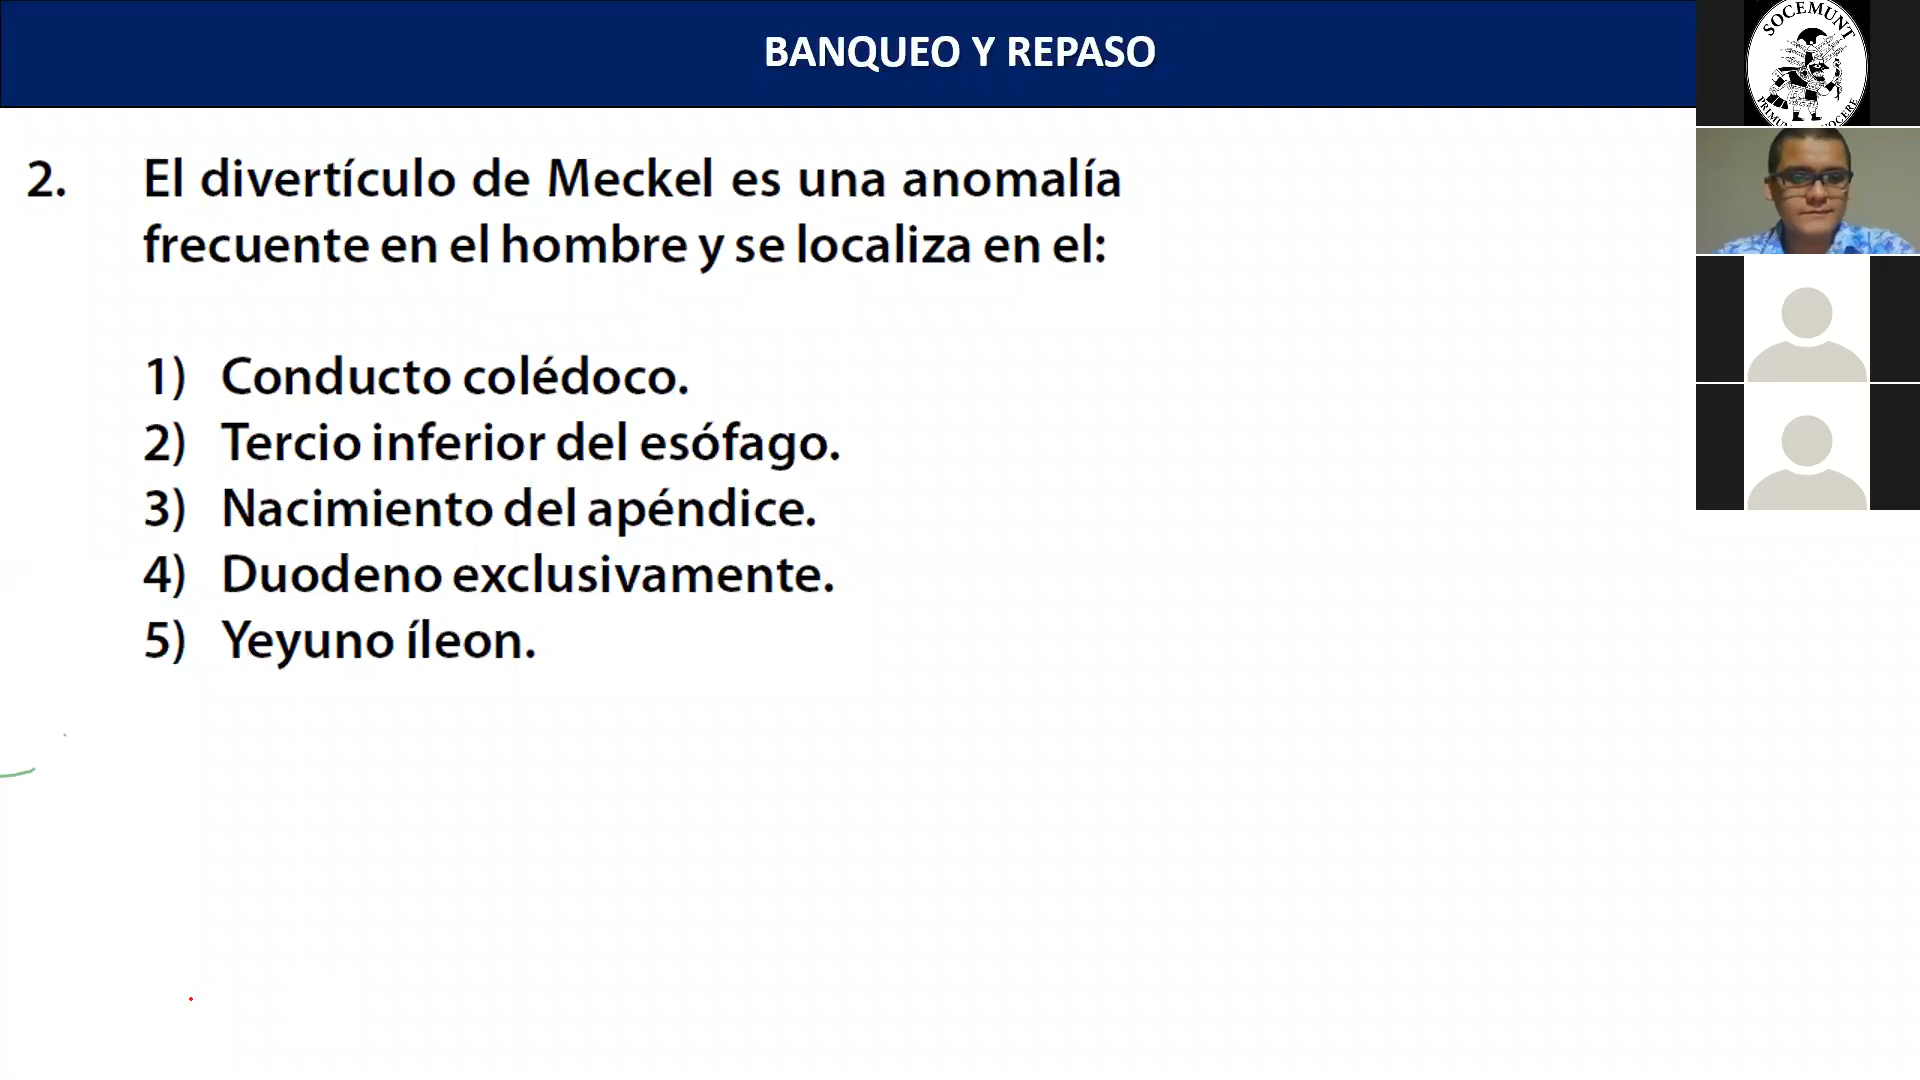 BANQUEO Y REPASO
SOCEMUNT
2. El divertículo de Meckel es una anomalía
frecuente en el hombre y se localiza en el:
1) Conducto colédoco.
2) Tercio inferior del esófago.
3) Nacimiento del apéndice.
4) Duodeno exclusivamente.
5) Yeyuno íleon.